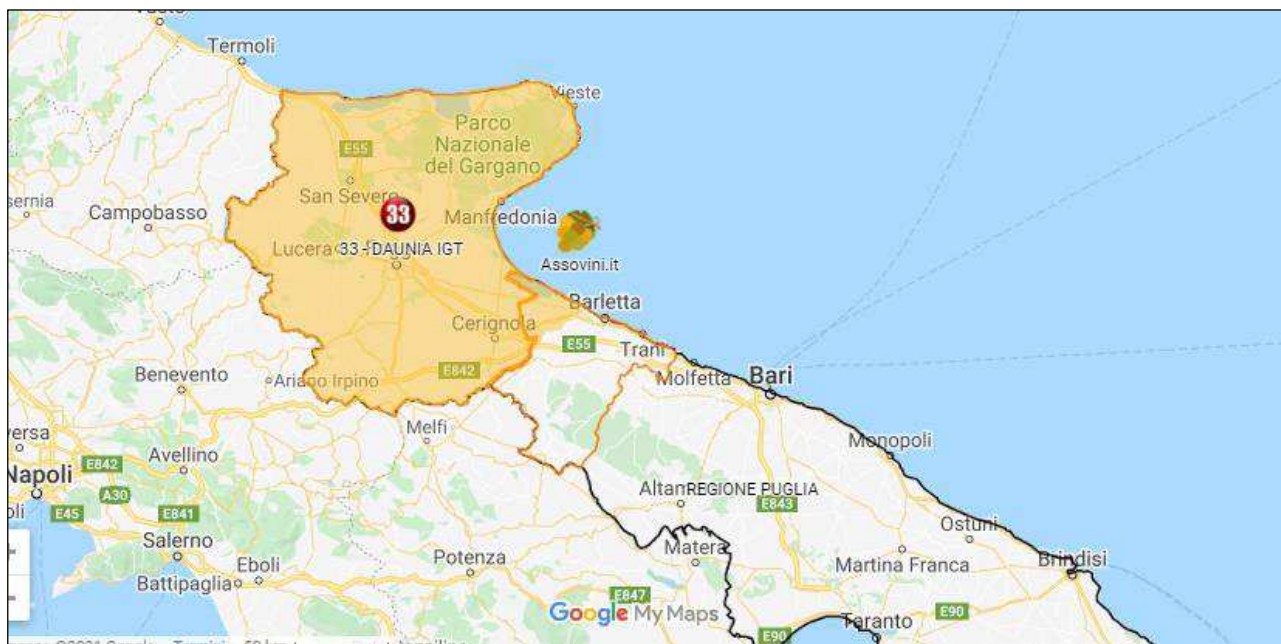 Termoli
Vieste
Parco
Nazionale
del Gargano
E55
San Severo
33
Campobasso
Manfredonia
Lucera
33 - DAUNIA IGT
Assovini.it
Barletta
Cerignola
E55
Trani
Benevento
Ariano Irpino
E842
Molfetta
Bari
Melfi
Avellino
Monopoli
E842
Napoli
A30
Altam
REGIONE PUGLIA
E45
E841
E843
Salerno
Ostuni
Matera
Eboli
Potenza
Brindisi
Battipaglia
Martina Franca
E847
Google My Maps
E90
E90
Taranto